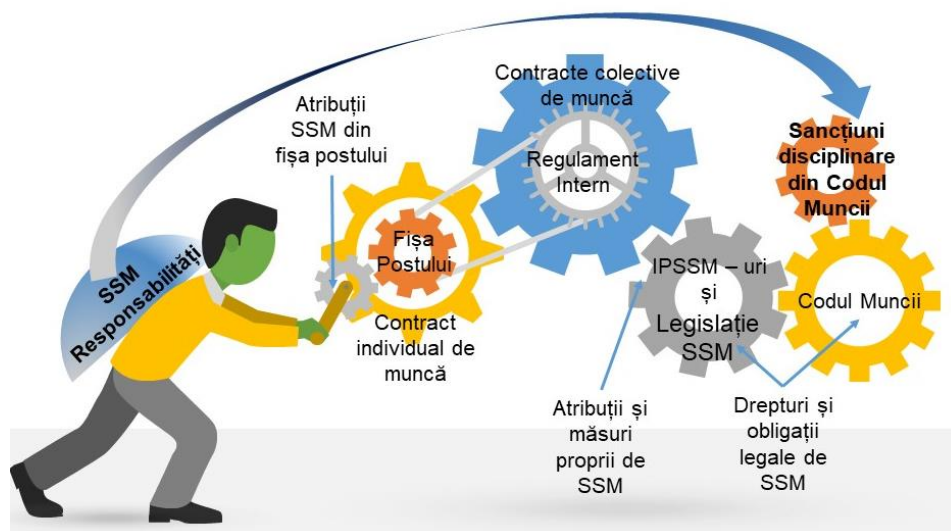 Atribuții
SSM din
fișa postului
Contracte colective
de muncă
Regulament
Intern
Sancțiuni
disciplinare
din Codul
Muncii
SSM
Responsabilități
Fișa
Postului
Contract
individual de
muncă
IPSSM – uri
și
Legislație
SSM
Codul Muncii
Atribuții și
măsuri
proprii de
SSM
Drepturi și
obligații
legale de
SSM